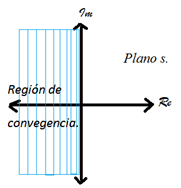 Im
Plano s.
Región de
Re
convegencia.